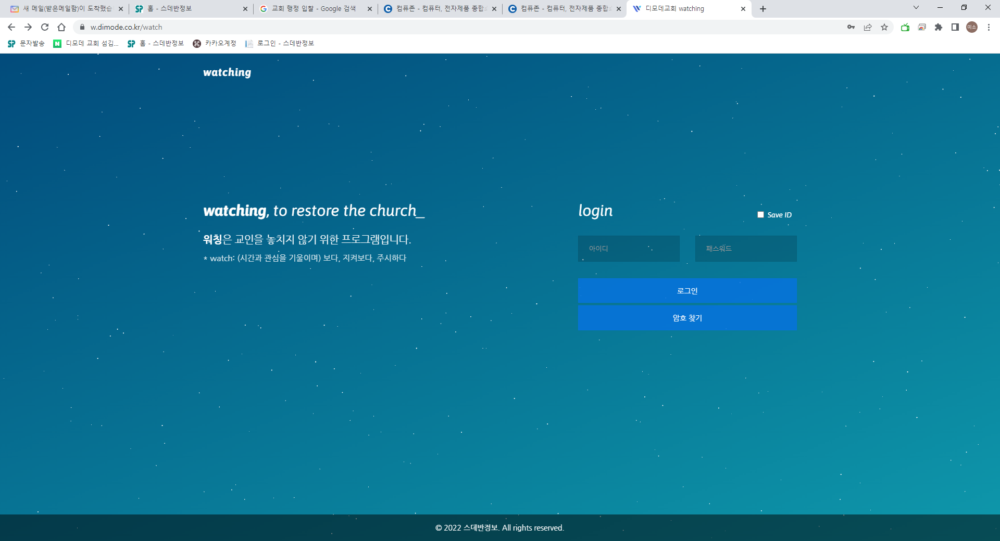 새 메일(받은메일함)이 도착했습
홈 - 스데반정보
교회 행정 입찰 - Google 검색
컴퓨존 - 컴퓨터, 전자제품 종합
컴퓨존 - 컴퓨터, 전자제품 종합
디모데교회 watching
w.dimode.co.kr/watch
미소
문자발송
디모데 교회 섬김...
홈 - 스데반정보
카카오계정
로그인 - 스데반정보
watching
watching, to restore the church_
워칭은 교인을 놓치지 않기 위한 프로그램입니다.
* watch: (시간과 관심을 기울이며) 보다, 지켜보다, 주시하다
login
Save ID
아이디
패스워드
로그인
암호 찾기
© 2022 스데반정보. All rights reserved.